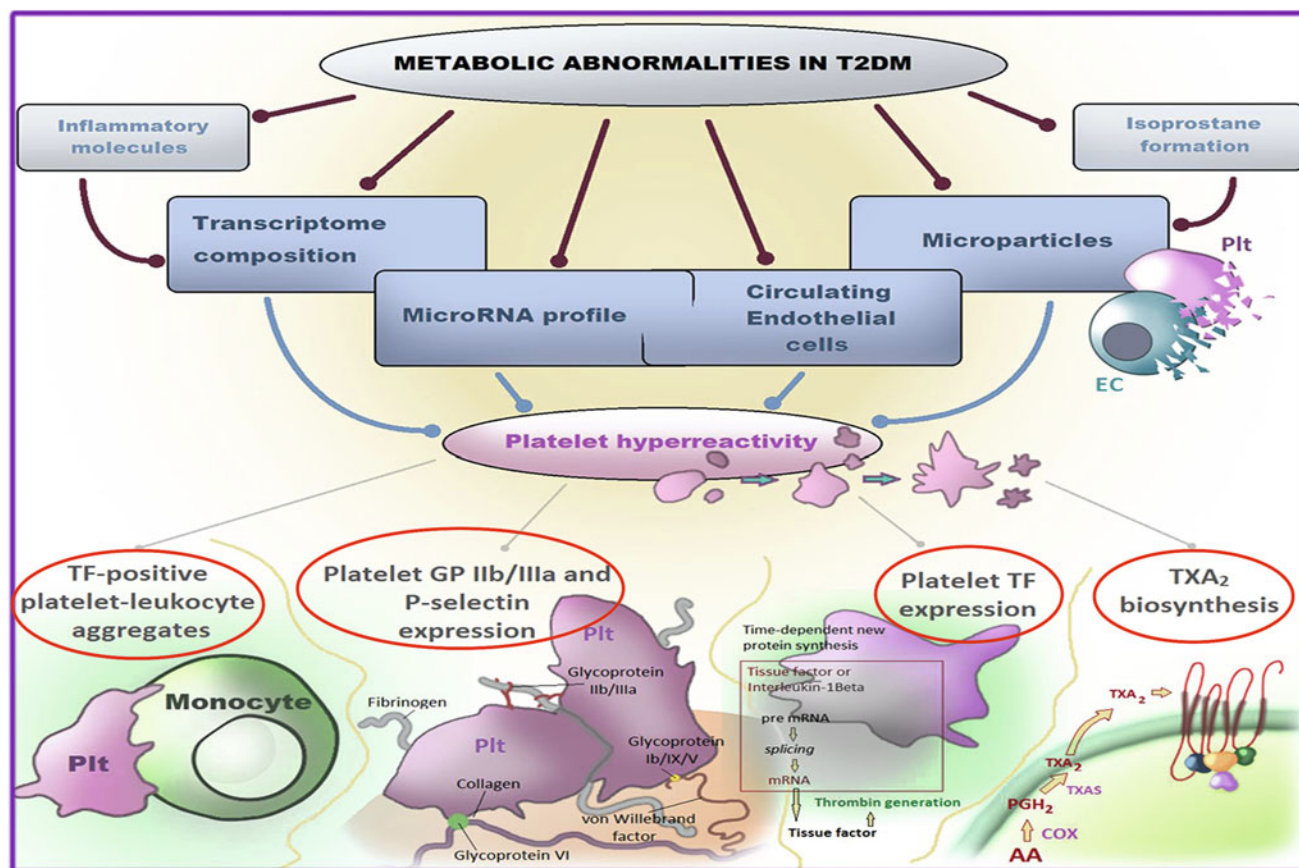 METABOLIC ABNORMALITIES IN T2DM
Inflammatory
molecules
Isoprostane
formation
Transcriptome
composition
Microparticles
Plt
MicroRNA profile
Circulating
Endothelial
cells
EC
Platelet hyperreactivity
TF-positive
platelet-leukocyte
aggregates
Platelet GP IIb/IIIa and
P-selectin
expression
Platelet TF
expression
TXA₂
biosynthesis
Monocyte
Plt
Fibrinogen
Plt
Glycoprotein
IIb/IIIa
Plt
Glycoprotein
Ib/IX/V
Collagen
von Willebrand
factor
Glycoprotein VI
Time-dependent new
protein synthesis
Tissue factor or
Interleukin-1Beta
pre mRNA
splicing
mRNA
Thrombin generation
Tissue factor
TXA₂
TXA₂
TXAS
PGH₂
COX
AA